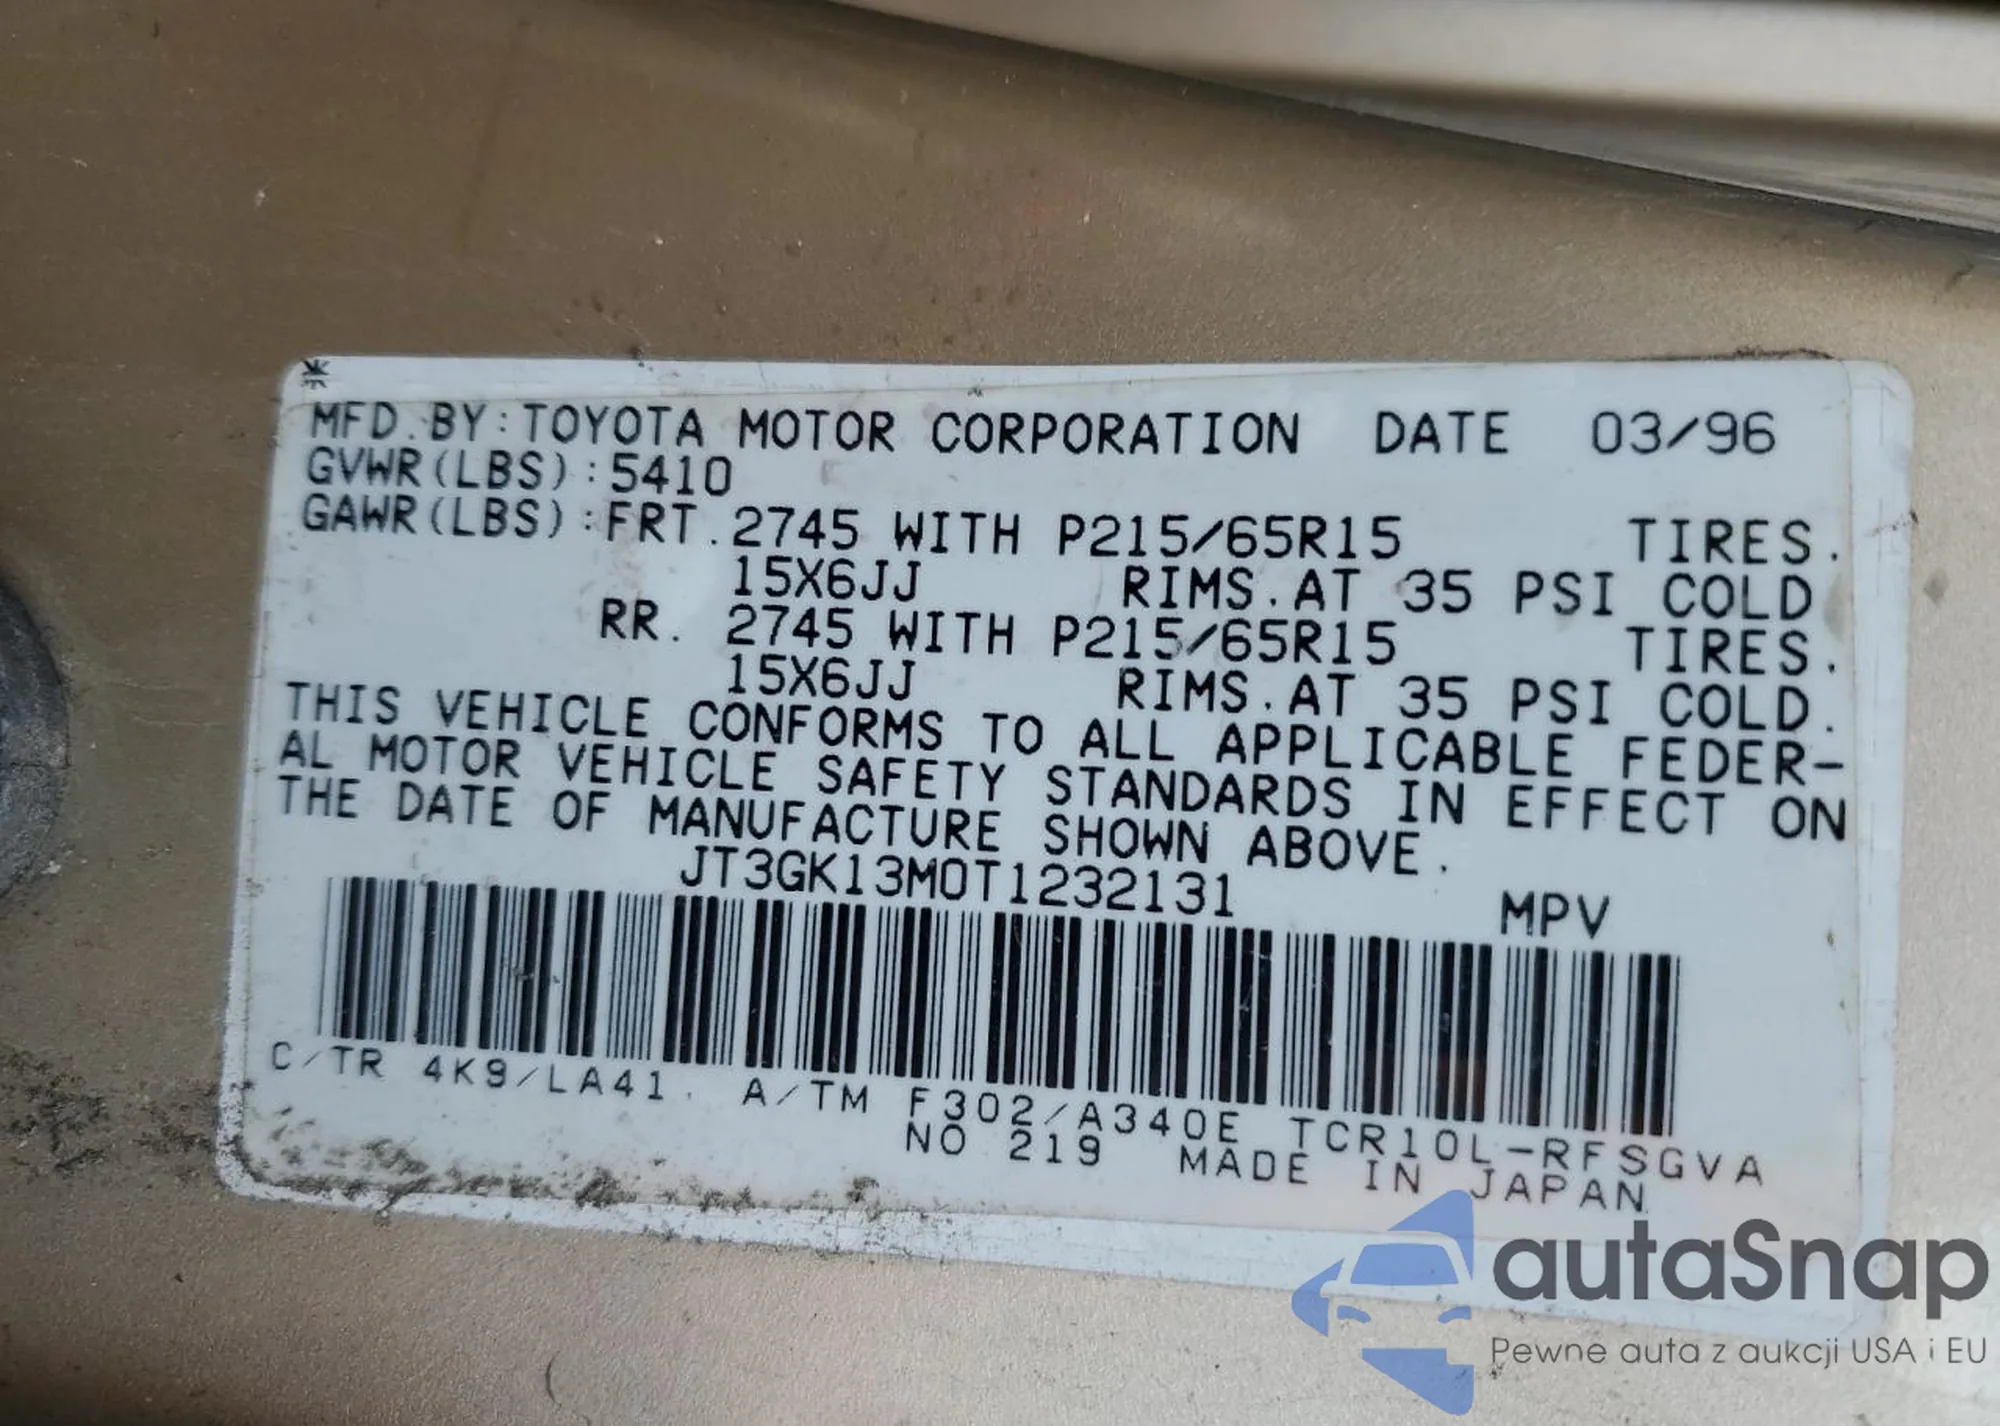 MFD.BY:TOYOTA MOTOR CORPORATION DATE 03/96
GVWR(LBS):5410
GAWR(LBS):FRT.2745 WITH P215/65R15 TIRES.
15X6JJ RIMS.AT 35 PSI COLD
RR. 2745 WITH P215/65R15 TIRES.
15X6JJ RIMS.AT 35 PSI COLD.
THIS VEHICLE CONFORMS TO ALL APPLICABLE FEDER-
AL MOTOR VEHICLE SAFETY STANDARDS IN EFFECT ON
THE DATE OF MANUFACTURE SHOWN ABOVE.
JT3GK13M0T1232131 MPV
C/TR 4K9/LA41. A/TM F302/A340E TCR10L-RFSGVA
NO 219 MADE IN JAPAN
autaSnap
Pewne auta z aukcji USA i EU